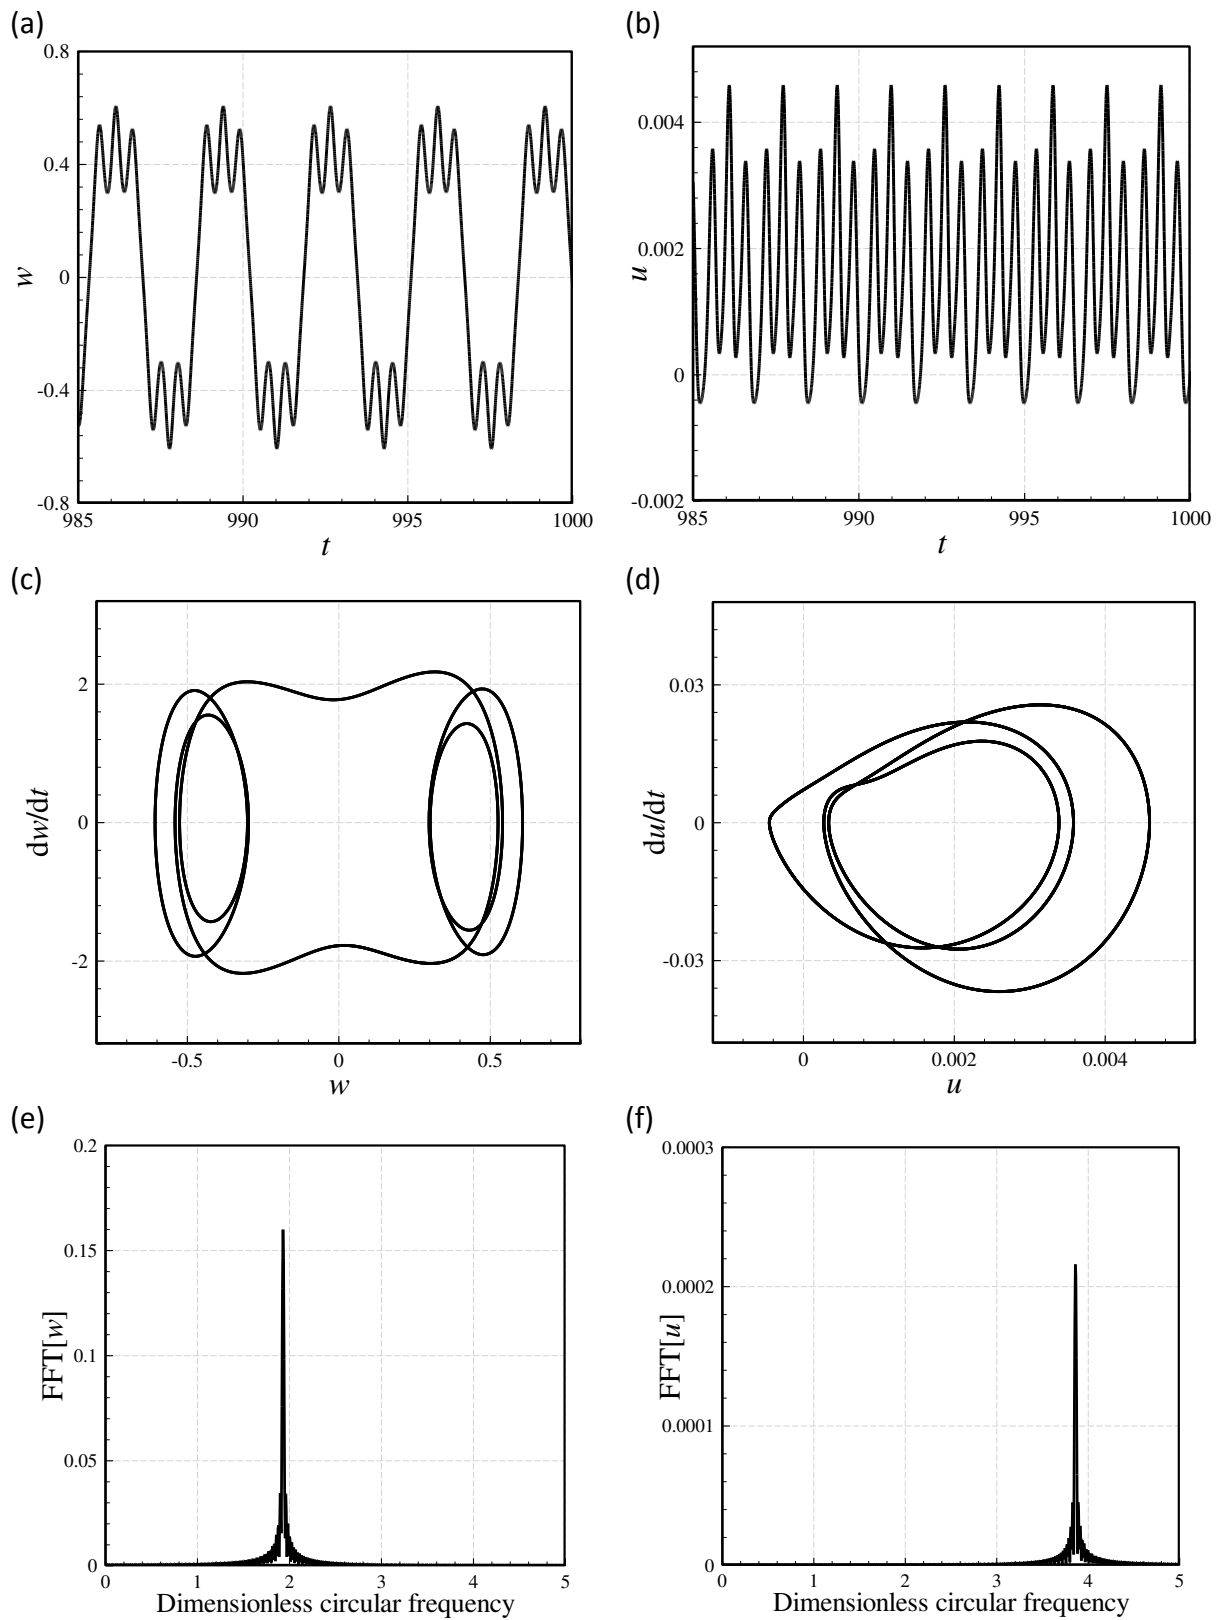 (a)
(b)
0.8
0.4
0
-0.4
-0.8
w
985
990
995
1000
t
0.004
0.002
0
-0.002
u
985
990
995
1000
t
(c)
(d)
2
0
-2
dw/dt
-0.5
0
0.5
w
0.03
0
-0.03
du/dt
0
0.002
0.004
u
(e)
(f)
0.2
0.15
0.1
0.05
0
FFT[w]
0
1
2
3
4
5
Dimensionless circular frequency
0.0003
0.0002
0.0001
0
FFT[u]
0
1
2
3
4
5
Dimensionless circular frequency